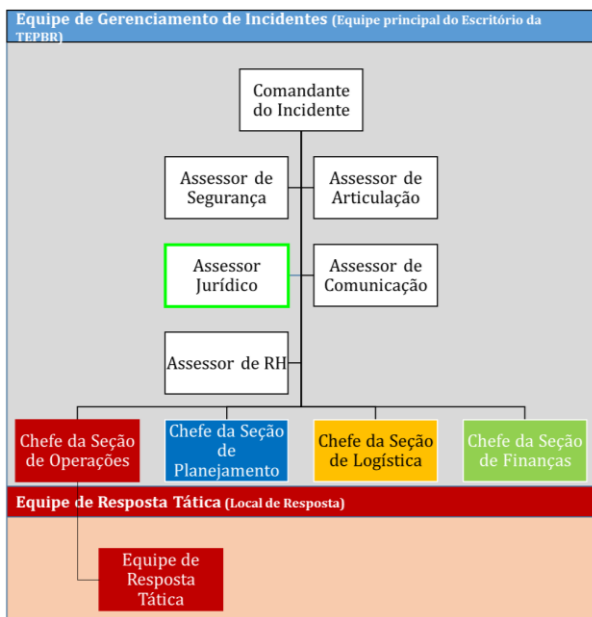 Equipe de Gerenciamento de Incidentes (Equipe principal do Escritório da
TEPBR)
Comandante
do Incidente
Assessor de
Segurança
Assessor de
Articulação
Assessor
Jurídico
Assessor de
Comunicação
Assessor de RH
Chefe da Seção
de Operações
Chefe da Seção
de
Planejamento
Chefe da Seção
de Logística
Chefe da Seção
de Finanças
Equipe de Resposta Tática (Local de Resposta)
Equipe de
Resposta
Tática